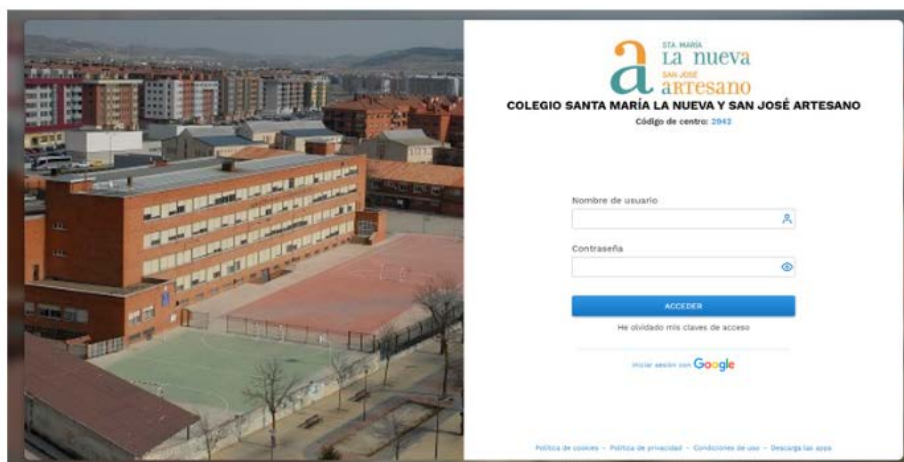 STA. MARÍA
La nueva
SAN JOSÉ
aRTesano
COLEGIO SANTA MARÍA LA NUEVA Y SAN JOSÉ ARTESANO
Código de centro: 2942
Nombre de usuario
Contraseña
ACCEDER
He olvidado mis claves de acceso
Iniciar sesión con Google
Política de cookies - Política de privacidad - Condiciones de uso - Descarga las apps